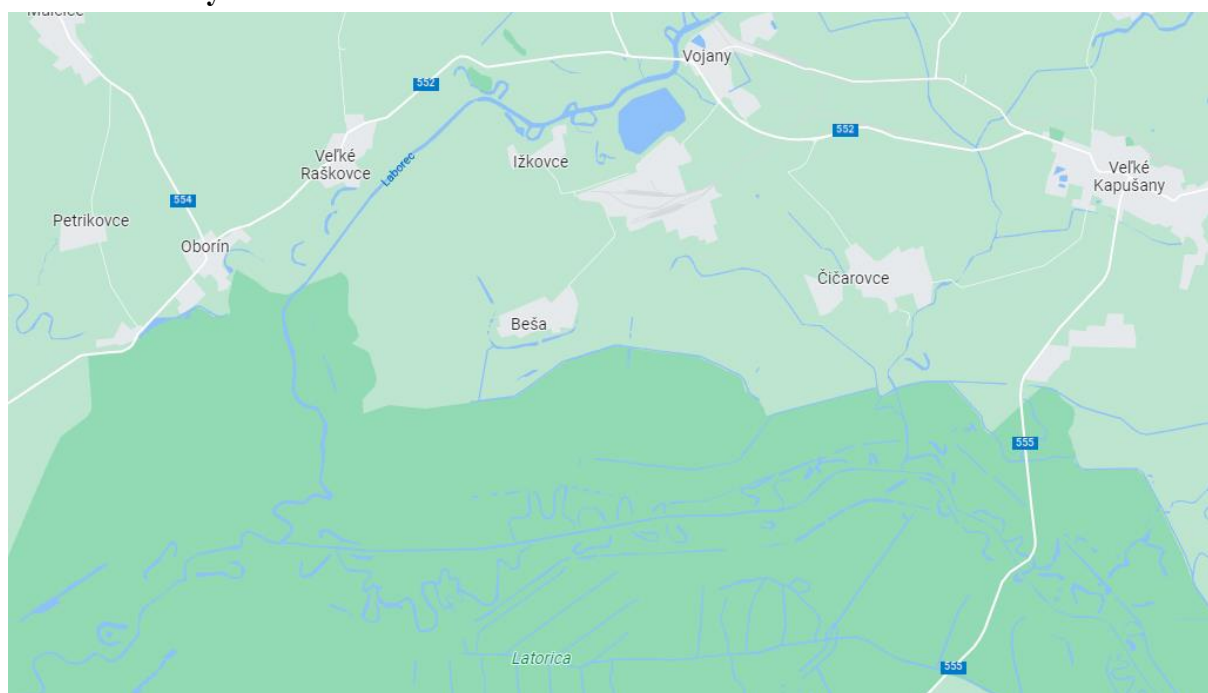 Vojany
552
Veľké
Raškovce
Laborec
Ižkovce
552
Veľké
Kapušany
554
Petrikovce
Oborín
Čičarovce
Beša
555
Latorica
555